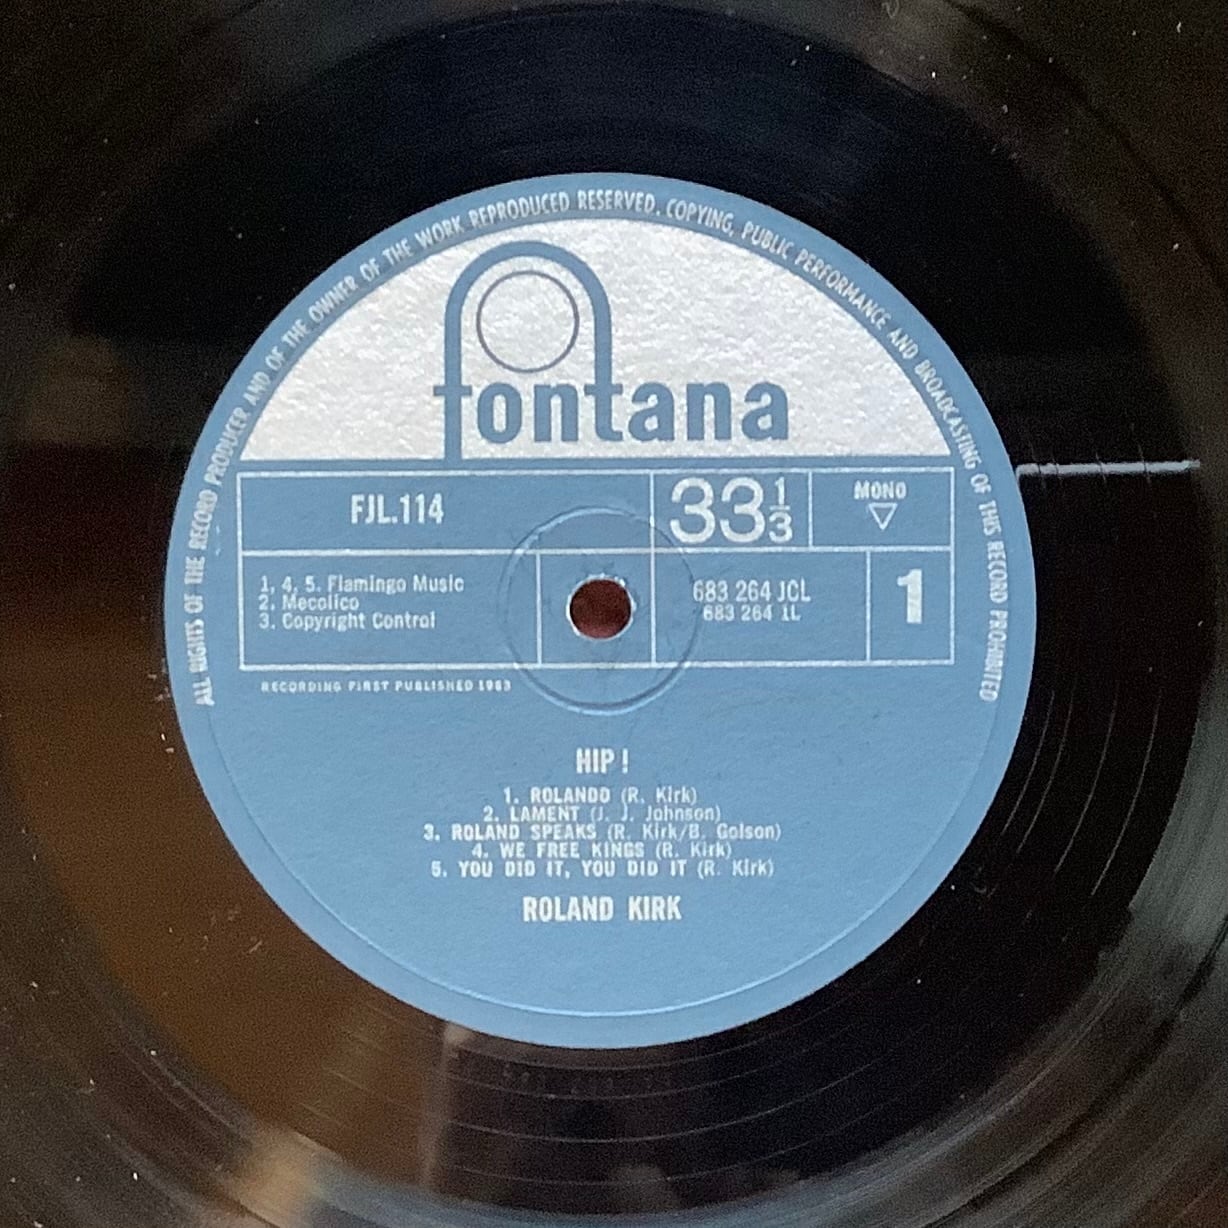 ALL RIGHTS OF THE RECORD PRODUCER AND OF THE OWNER OF THE WORK REPRODUCED RESERVED. COPYING, PUBLIC PERFORMANCE AND BROADCASTING OF THIS RECORD PROHIBITED
fontana
FJL.114
33 1/3
MONO
1, 4, 5. Flamingo Music
2. Mecolico
3. Copyright Control
683 264 JCL
683 264 1L
1
RECORDING FIRST PUBLISHED 1963
HIP!
1. ROLANDO (R. Kirk)
2. LAMENT (J. J. Johnson)
3. ROLAND SPEAKS (R. Kirk/B. Golson)
4. WE FREE KINGS (R. Kirk)
5. YOU DID IT, YOU DID IT (R. Kirk)
ROLAND KIRK